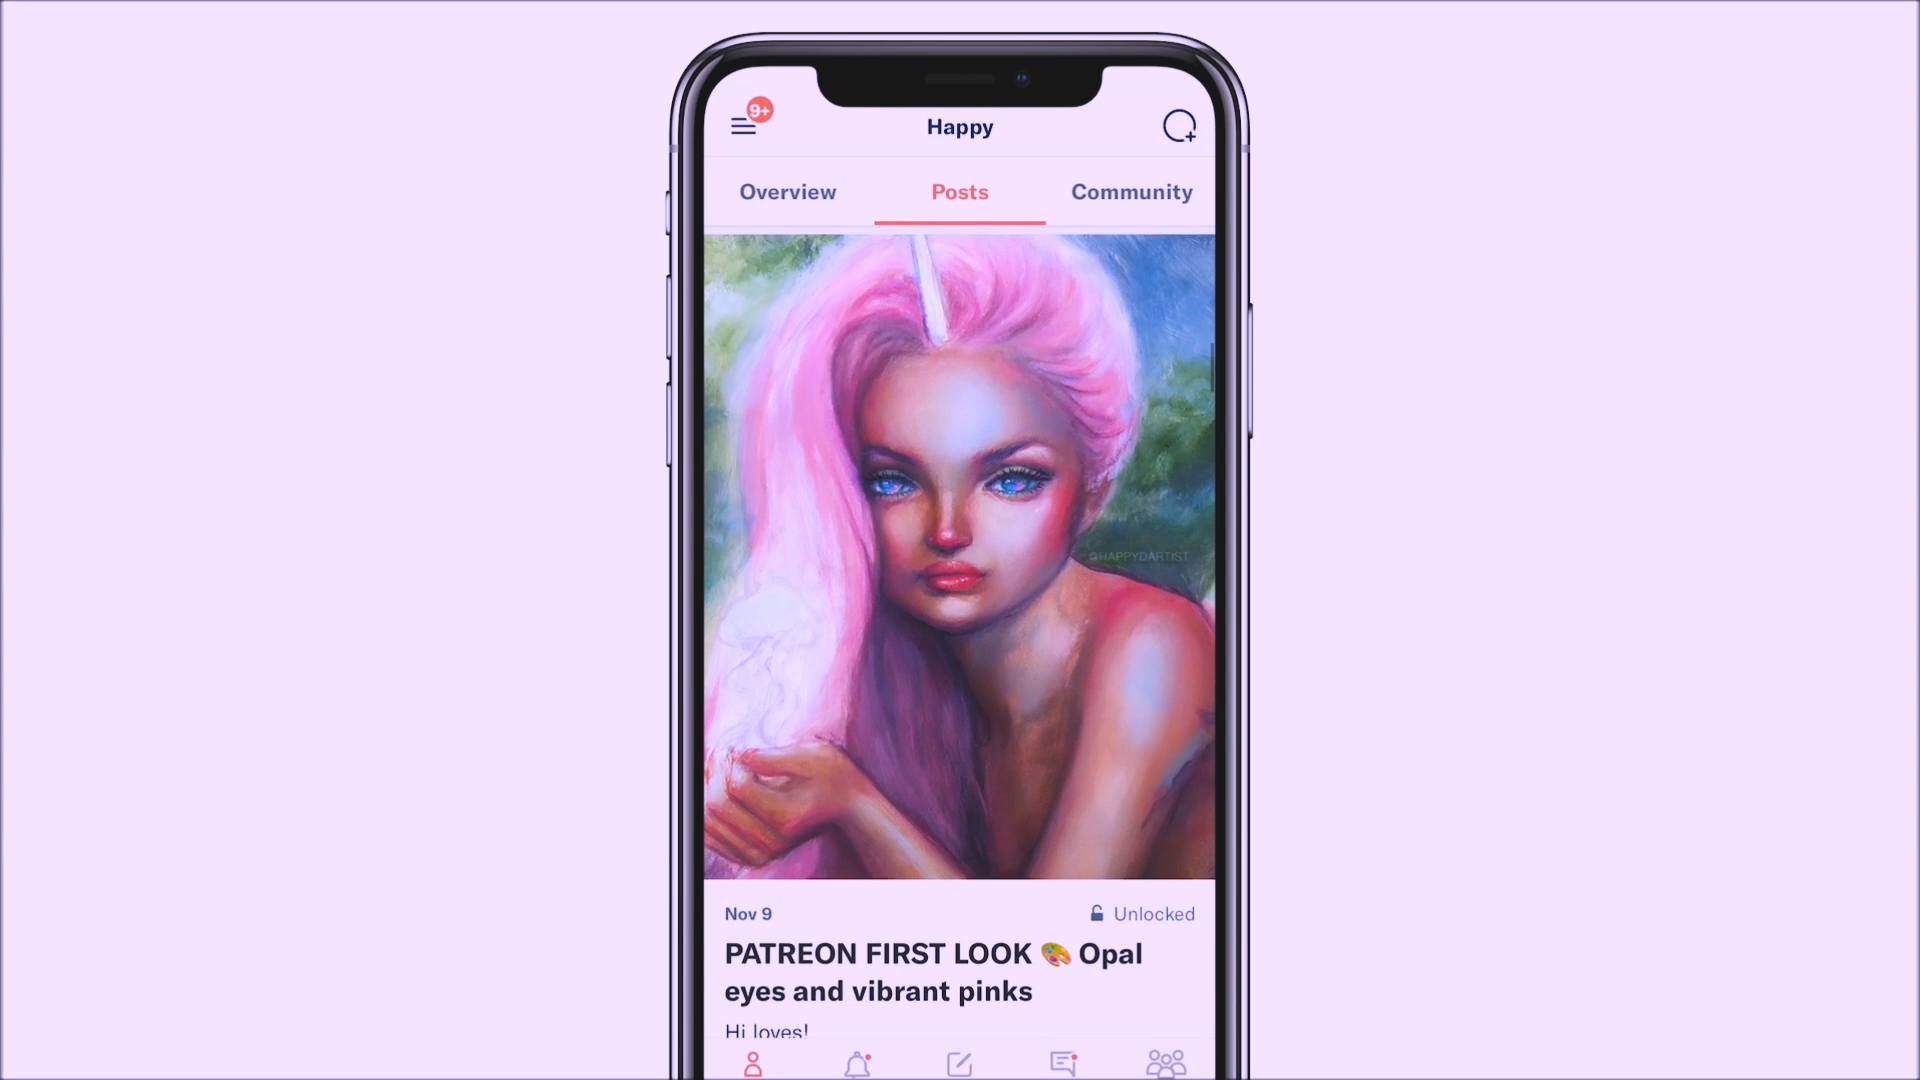 9+
Happy
Overview
Posts
Community
@HAPPYDARTIST
Nov 9
Unlocked
PATREON FIRST LOOK 🎨 Opal
eyes and vibrant pinks
Hi loves!